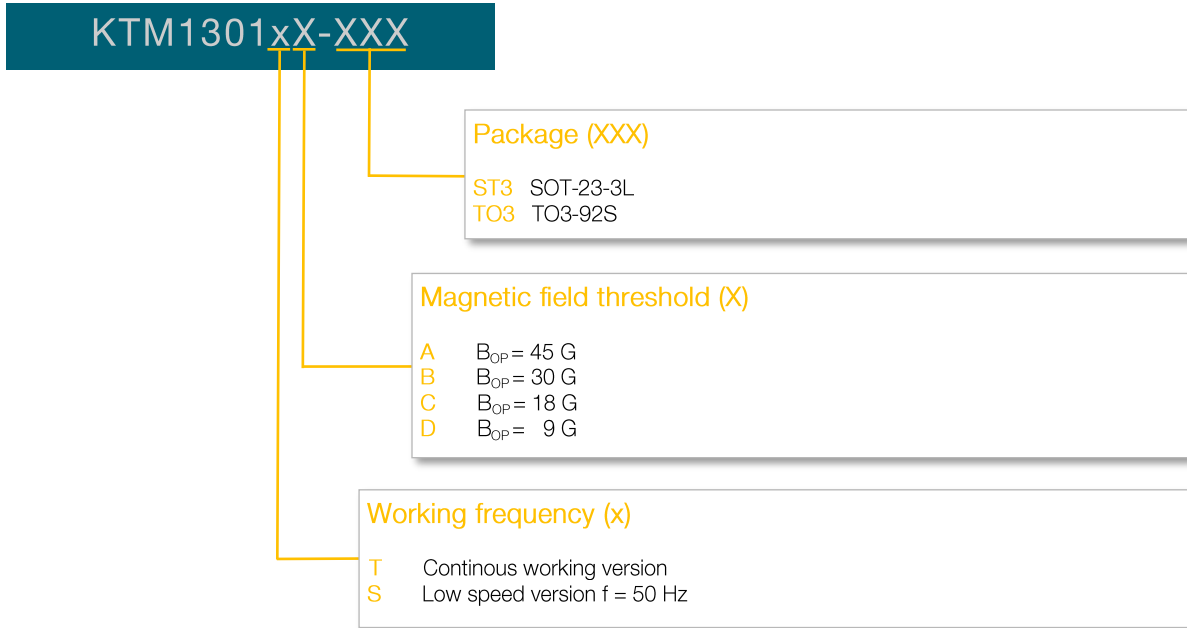 KTM1301xX-XXX
Package (XXX)
ST3 SOT-23-3L
TO3 TO3-92S
Magnetic field threshold (X)
A BOP = 45 G
B BOP = 30 G
C BOP = 18 G
D BOP = 9 G
Working frequency (x)
T Continous working version
S Low speed version f = 50 Hz